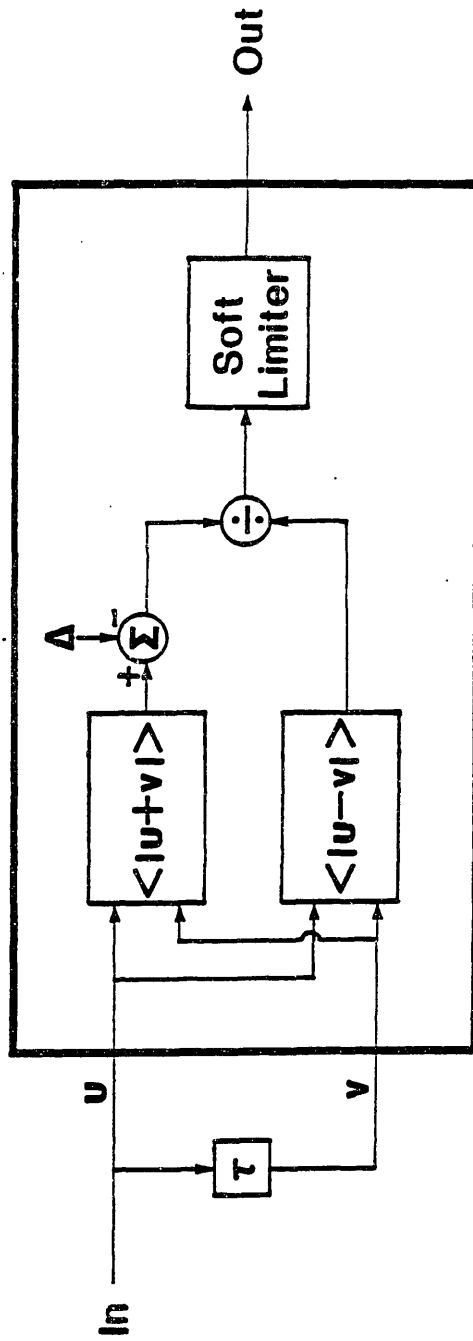 In
U
τ
V
<|U+V|>
<|U-V|>
Δ
+
-
Σ
÷
Soft
Limiter
Out